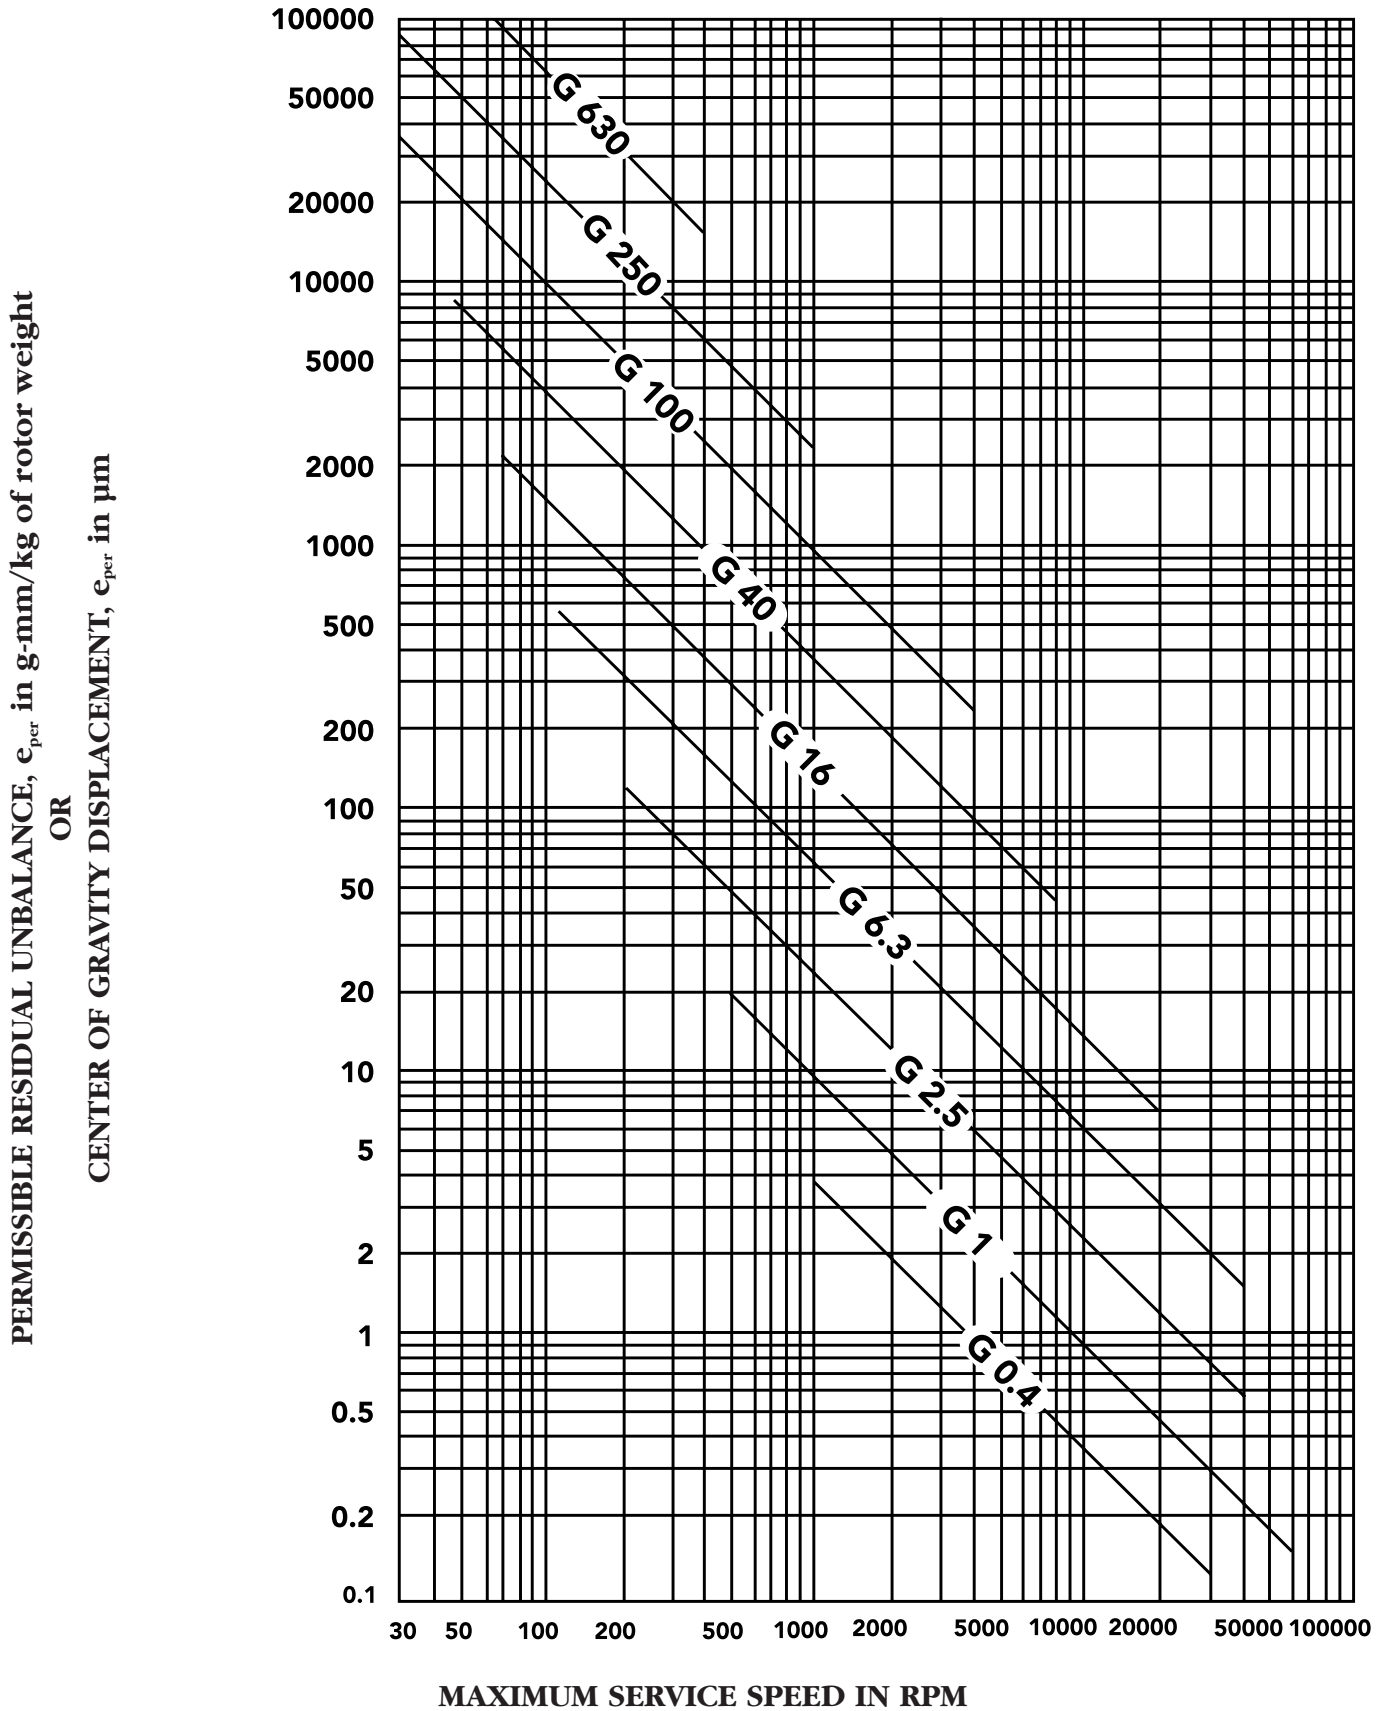 PERMISSIBLE RESIDUAL UNBALANCE, eper in g-mm/kg of rotor weight
OR
CENTER OF GRAVITY DISPLACEMENT, eper in µm
100000
50000
20000
10000
5000
2000
1000
500
200
100
50
20
10
5
2
1
0.5
0.2
0.1
G 630
G 250
G 100
G 40
G 16
G 6.3
G 2.5
G 1
G 0.4
30 50 100 200 500 1000 2000 5000 10000 20000 50000 100000
MAXIMUM SERVICE SPEED IN RPM